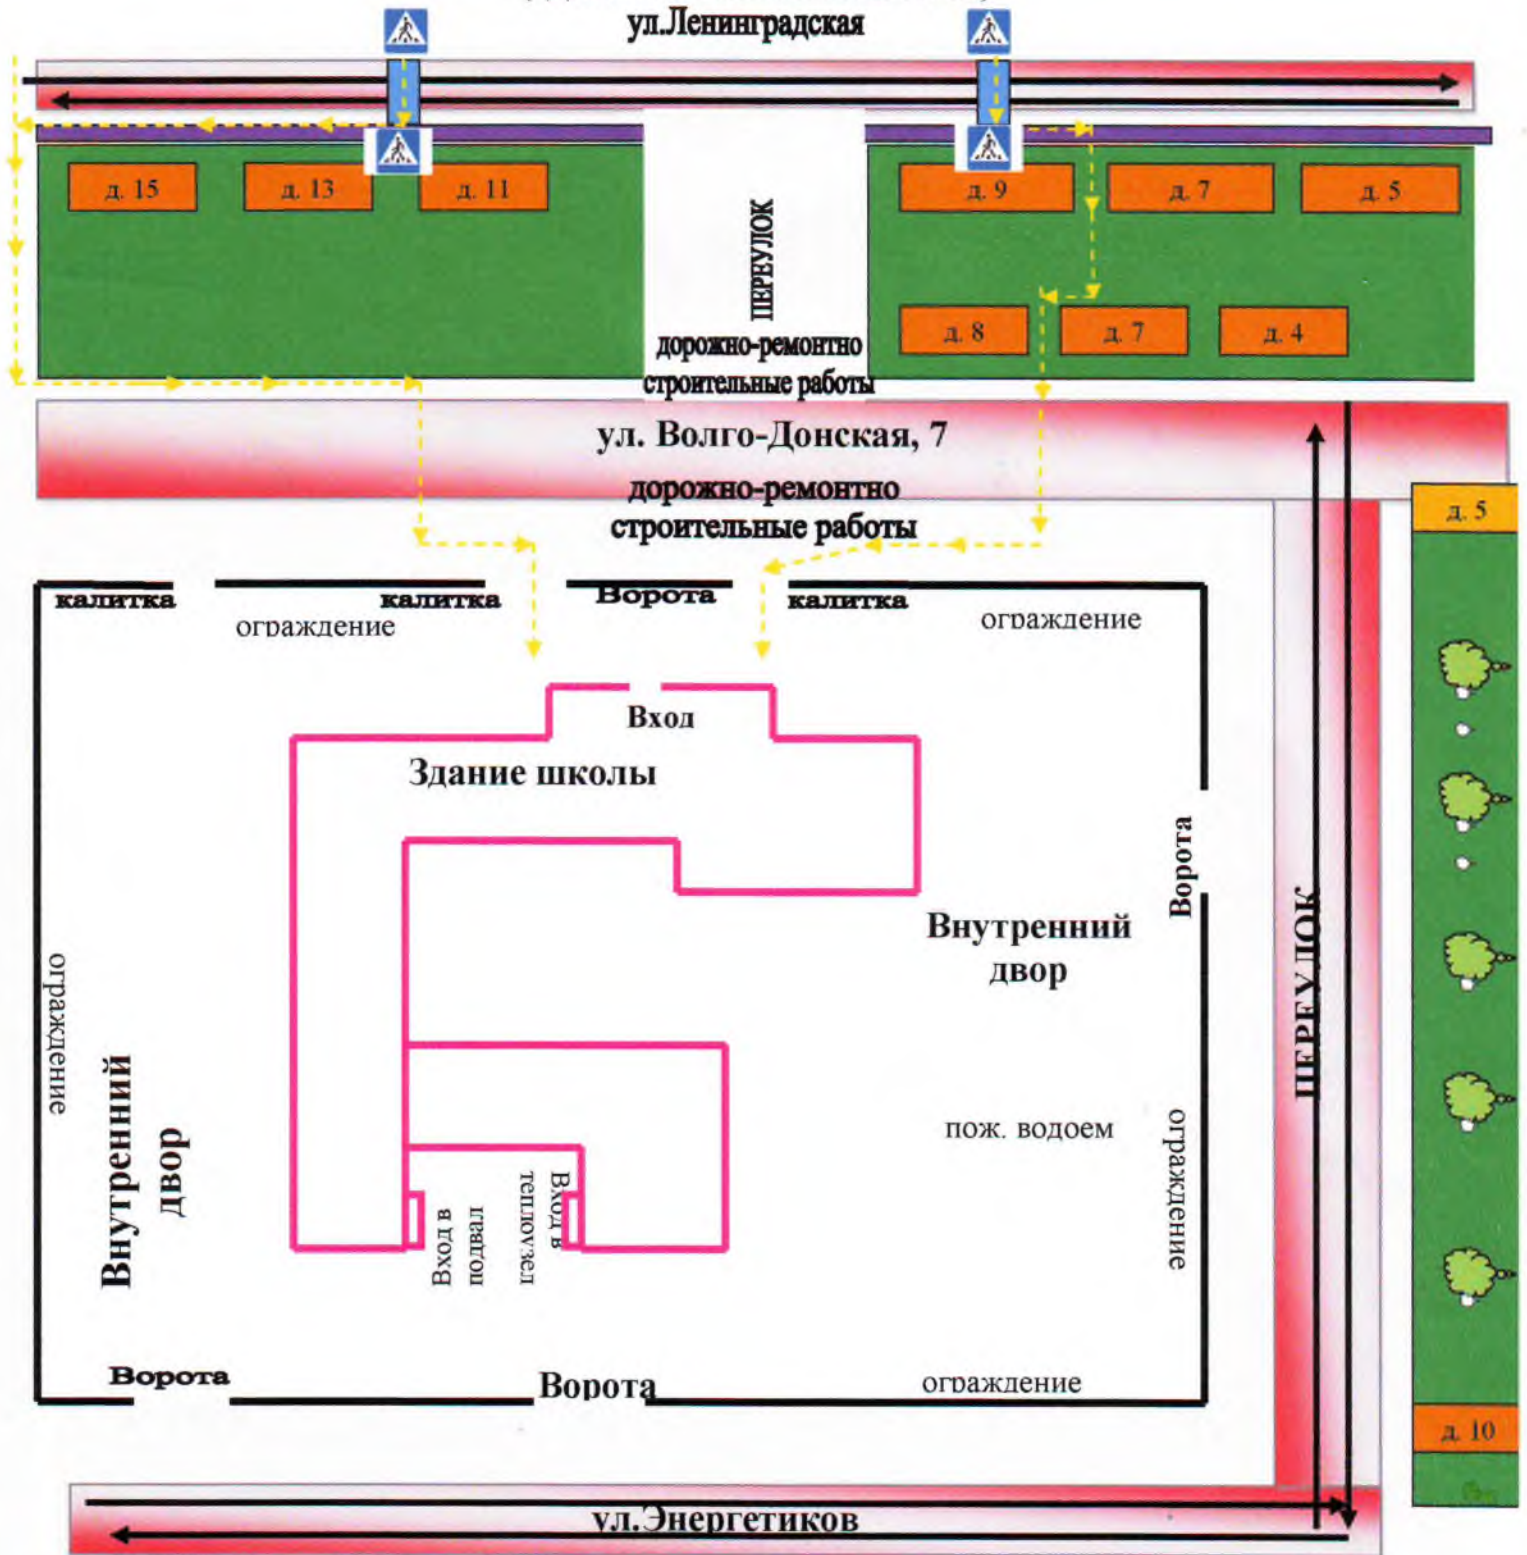 ул.Ленинградская
д. 15
д. 13
д. 11
д. 9
д. 7
д. 5
ПЕРЕУЛОК
д. 8
д. 7
д. 4
дорожно-ремонтно
строительные работы
ул. Волго-Донская, 7
дорожно-ремонтно
строительные работы
д. 5
калитка
калитка
Ворота
калитка
ограждение
ограждение
Вход
Здание школы
Ворота
Внутренний
двор
ПЕРЕУЛОК
ограждение
Внутренний
двор
пож. водоем
ограждение
Вход в
подвал
Вход в
теплоузел
Ворота
Ворота
ограждение
д. 10
ул.Энергетиков